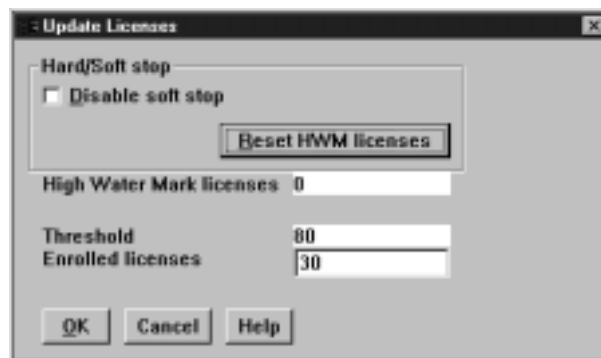 Update Licenses
Hard/Soft stop
Disable soft stop
Reset HWM licenses
High Water Mark licenses 0
Threshold 80
Enrolled licenses 30
OK Cancel Help